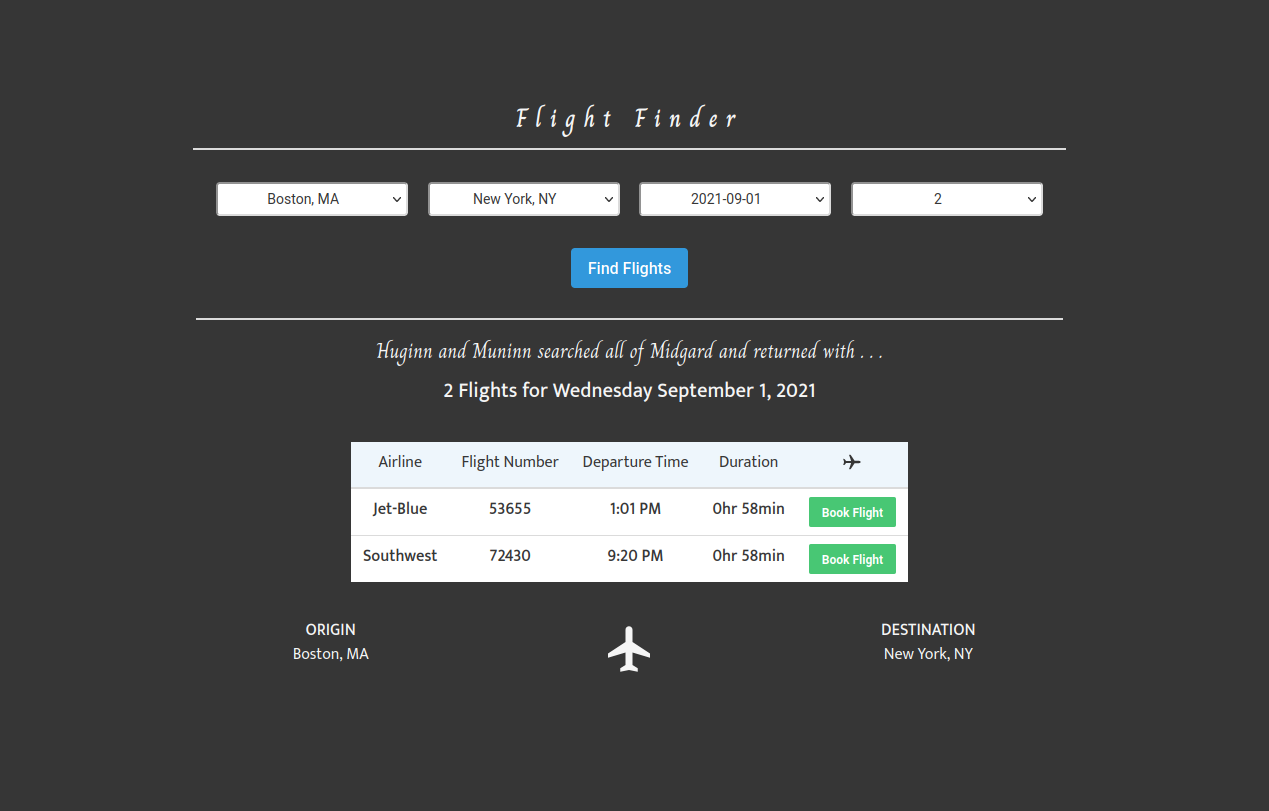 Flight Finder
Boston, MA New York, NY 2021-09-01 2
Find Flights
Huginn and Muninn searched all of Midgard and returned with . . .
2 Flights for Wednesday September 1, 2021
Airline Flight Number Departure Time Duration
Jet-Blue 53655 1:01 PM 0hr 58min Book Flight
Southwest 72430 9:20 PM 0hr 58min Book Flight
ORIGIN DESTINATION
Boston, MA New York, NY